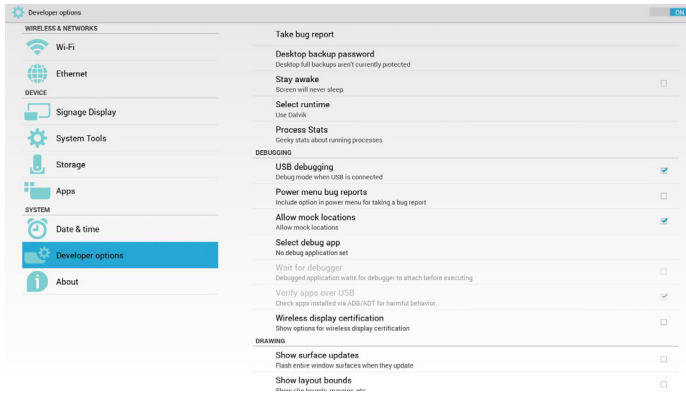 Developer options
ON
WIRELESS & NETWORKS
Wi-Fi
Ethernet
DEVICE
Signage Display
System Tools
Storage
Apps
SYSTEM
Date & time
Developer options
About
Take bug report
Desktop backup password
Desktop full backups aren't currently protected
Stay awake
Screen will never sleep
Select runtime
Use Dalvik
Process Stats
Geeky stats about running processes
DEBUGGING
USB debugging
Debug mode when USB is connected
Power menu bug reports
Include option in power menu for taking a bug report
Allow mock locations
Allow mock locations
Select debug app
No debug application set
Wait for debugger
Debugged application waits for debugger to attach before executing
Verify apps over USB
Check apps installed via ADB/ADT for harmful behavior.
Wireless display certification
Show options for wireless display certification
DRAWING
Show surface updates
Flash entire window surfaces when they update
Show layout bounds
Show clip bounds, margins, etc.